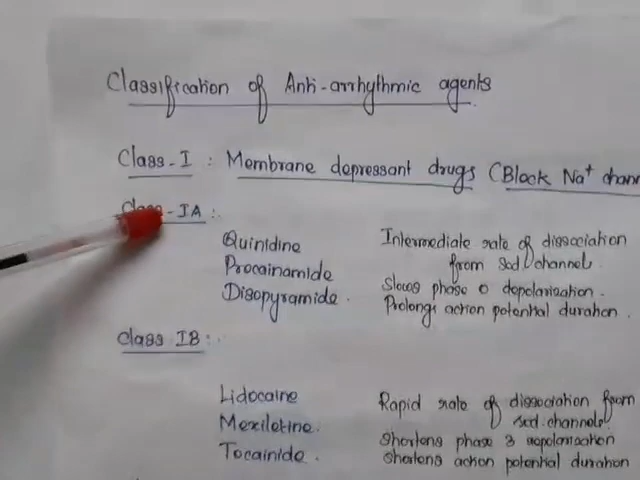 Classification of Anti-arrhythmic agents
Class-I : Membrane depressant drugs (Block Na+ chann
Class-IA :.
Quinidine Intermediate rate of dissociation
Procainamide from sod channel.
Disopyramide. Slows phase 0 depolarization.
Prolongs action potential duration.
Class IB :.
Lidocaine Rapid rate of dissociation from
Mexiletine. sod. channels
Tocainide. Shortens phase 3 repolarization
Shortens action potential duration